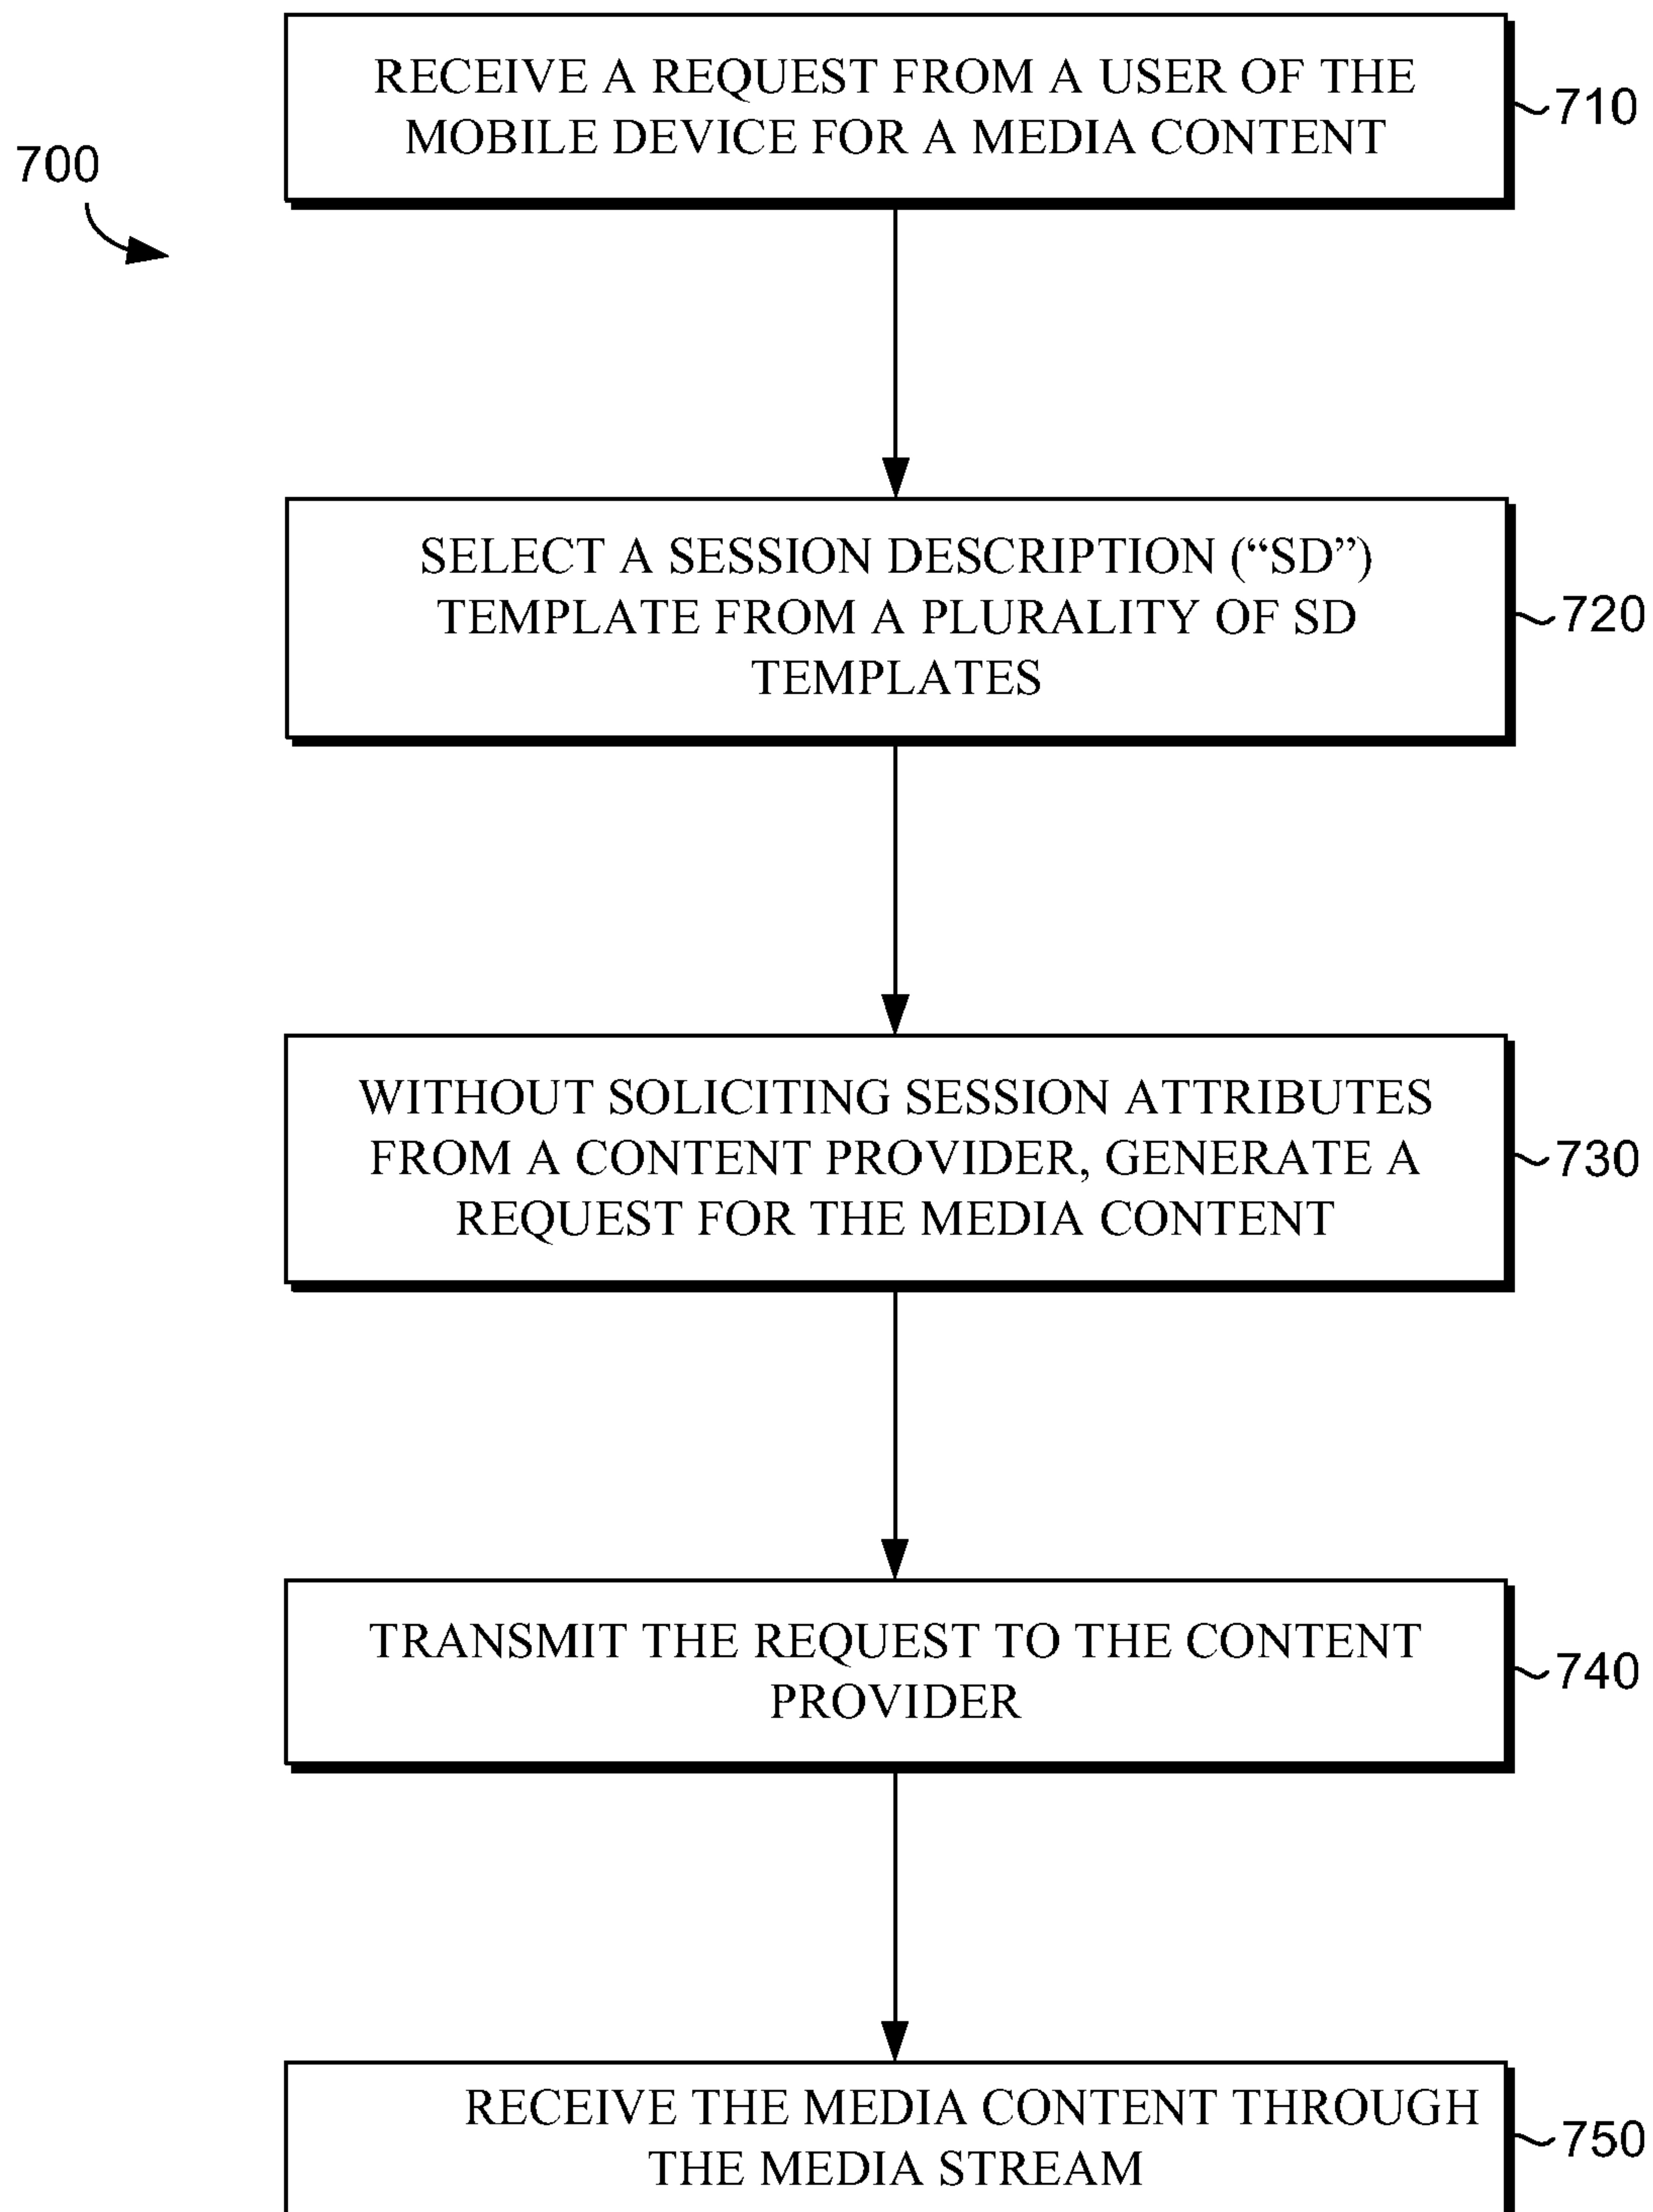 RECEIVE A REQUEST FROM A USER OF THE
MOBILE DEVICE FOR A MEDIA CONTENT
710
700
SELECT A SESSION DESCRIPTION (“SD”)
TEMPLATE FROM A PLURALITY OF SD
TEMPLATES
720
WITHOUT SOLICITING SESSION ATTRIBUTES
FROM A CONTENT PROVIDER, GENERATE A
REQUEST FOR THE MEDIA CONTENT
730
TRANSMIT THE REQUEST TO THE CONTENT
PROVIDER
740
RECEIVE THE MEDIA CONTENT THROUGH
THE MEDIA STREAM
750